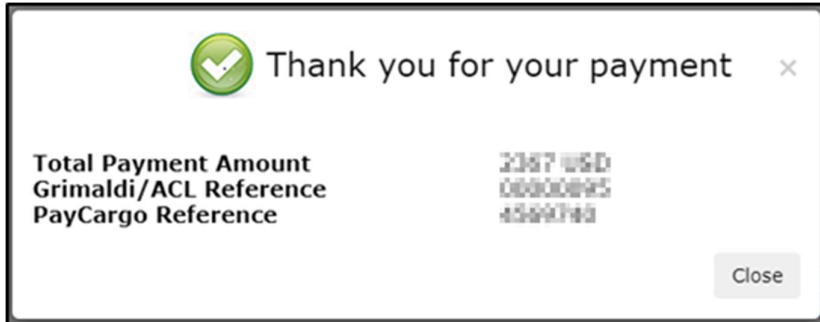 Thank you for your payment ×
Total Payment Amount
Grimaldi/ACL Reference
PayCargo Reference
Close